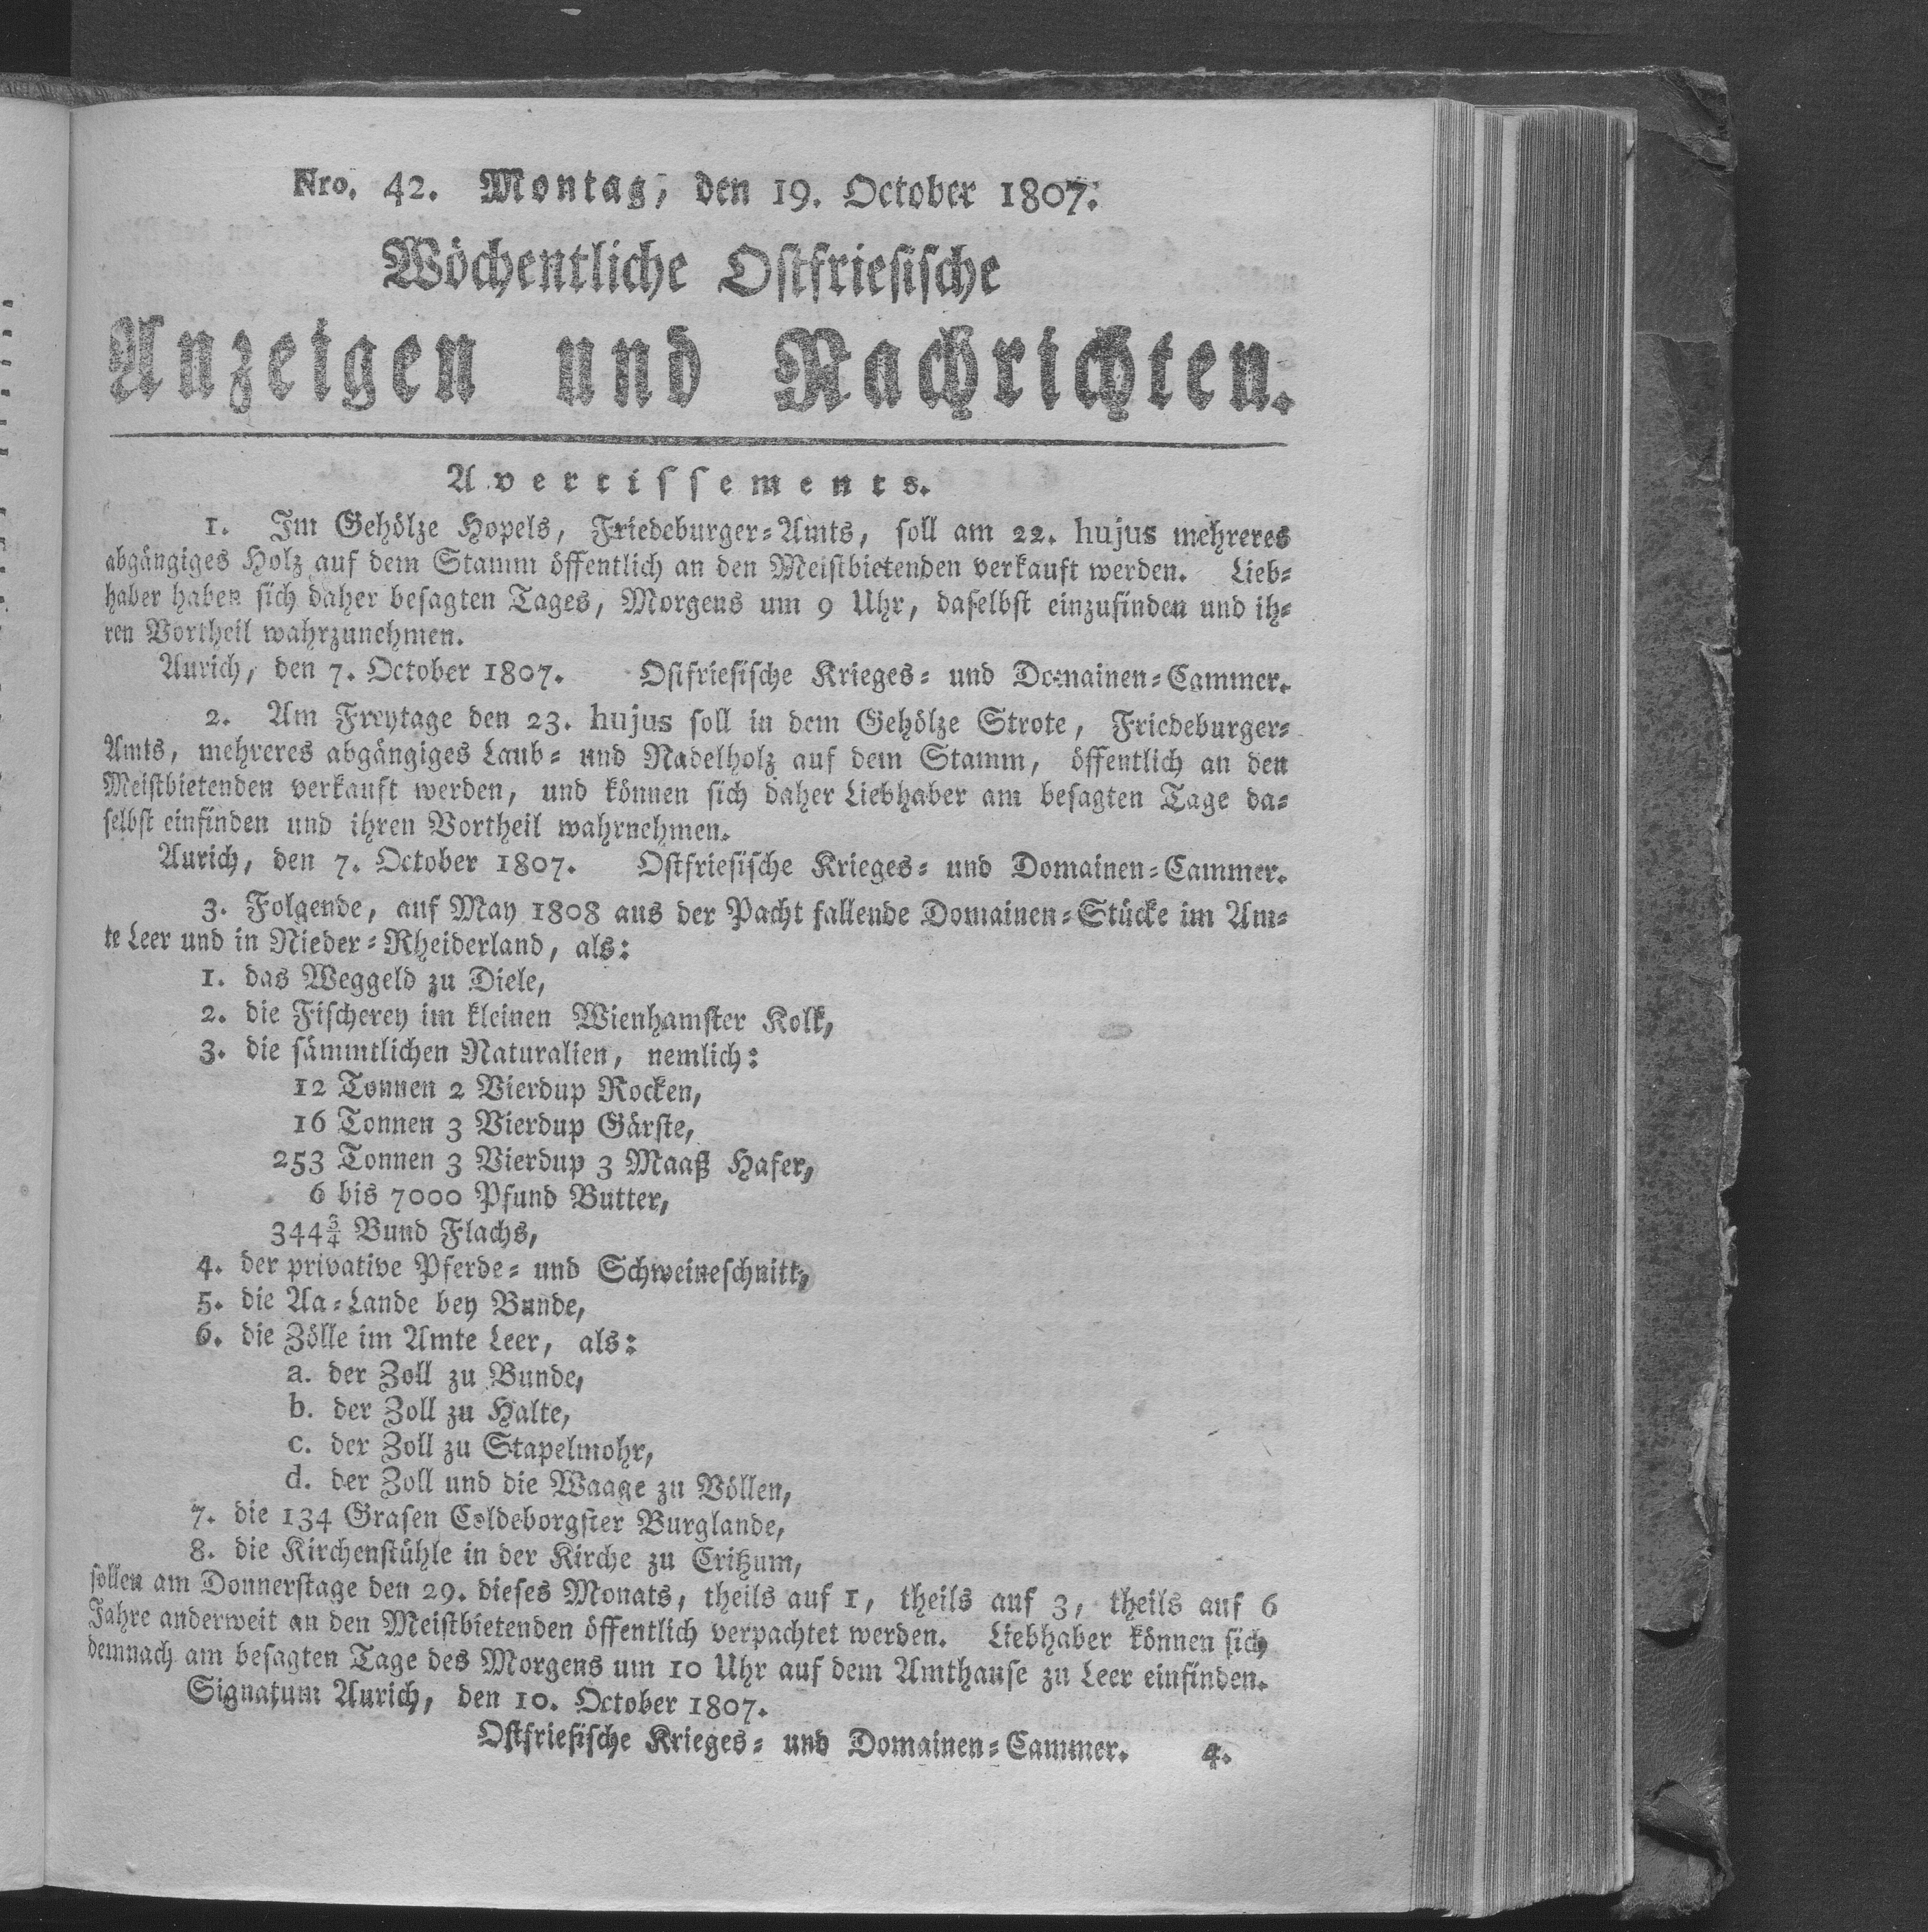 Nro. 42. Montag, den 19. October 1807.
Wöchentliche Ostfriesische
Anzeigen und Nachrichten.
Avertissements.
1. Im Gehölze Hopels, Friedeburger-Amts, soll am 22. hujus mehreres
abgängiges Holz auf dem Stamm öffentlich an den Meistbietenden verkauft werden. Lieb-
haber haben sich daher besagten Tages, Morgens um 9 Uhr, daselbst einzufinden und ih-
ren Vortheil wahrzunehmen.
Aurich, den 7. October 1807. Ostfriesische Krieges- und Domainen-Cammer.
2. Am Freytage den 23. hujus soll in dem Gehölze Strote, Friedeburger-
Amts, mehreres abgängiges Laub- und Nadelholz auf dem Stamm, öffentlich an den
Meistbietenden verkauft werden, und können sich daher Liebhaber am besagten Tage da-
selbst einfinden und ihren Vortheil wahrnehmen.
Aurich, den 7. October 1807. Ostfriesische Krieges- und Domainen-Cammer.
3. Folgende, auf May 1808 aus der Pacht fallende Domainen-Stücke im Am-
te Leer und in Nieder-Rheiderland, als:
1. das Weggeld zu Diele,
2. die Fischerey im kleinen Wienhamster Kolk,
3. die sämmtlichen Naturalien, nemlich:
12 Tonnen 2 Vierdup Rocken,
16 Tonnen 3 Vierdup Gärste,
253 Tonnen 3 Vierdup 3 Maaß Hafer,
6 bis 7000 Pfund Butter,
344¾ Bund Flachs,
4. der privative Pferde- und Schweineschnitt,
5. die Aa-Lande bey Bunde,
6. die Zölle im Amte Leer, als:
a. der Zoll zu Bunde,
b. der Zoll zu Halte,
c. der Zoll zu Stapelmohr,
d. der Zoll und die Waage zu Völlen,
7. die 134 Grasen Coldeborgster Burglande,
8. die Kirchenstühle in der Kirche zu Critzum,
sollen am Donnerstage den 29. dieses Monats, theils auf 1, theils auf 3, theils auf 6
Jahre anderweit an den Meistbietenden öffentlich verpachtet werden. Liebhaber können sich
demnach am besagten Tage des Morgens um 10 Uhr auf dem Amthause zu Leer einfinden.
Signatum Aurich, den 10. October 1807.
Ostfriesische Krieges- und Domainen-Cammer. 4.